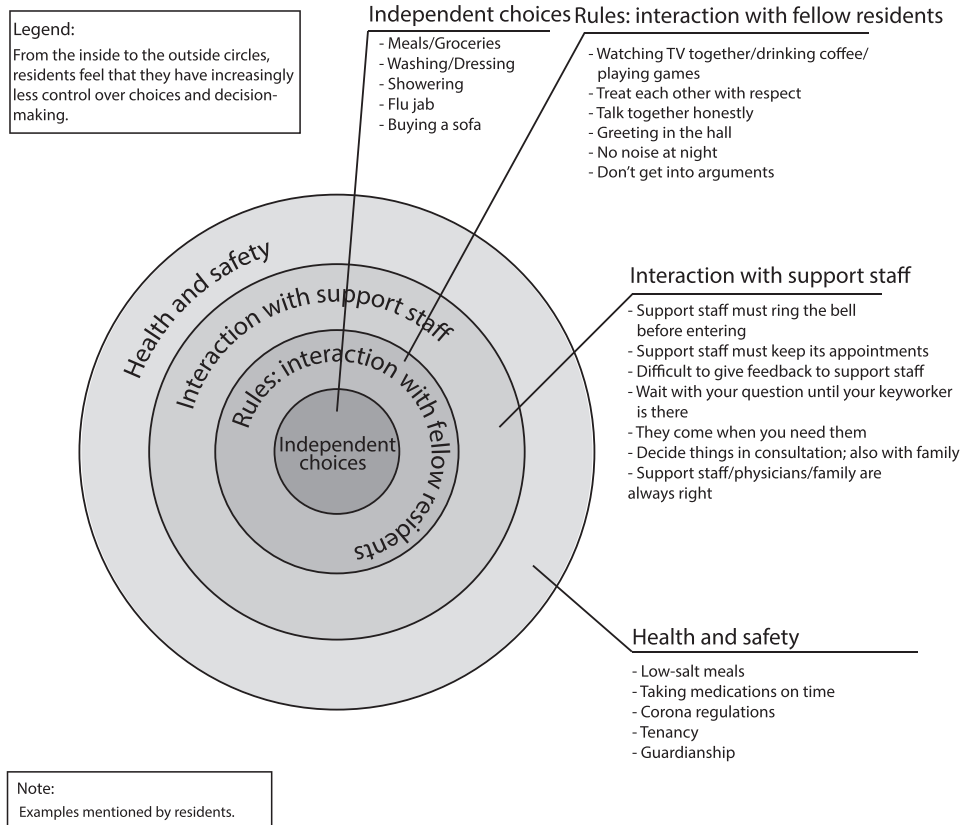 Legend:
From the inside to the outside circles,
residents feel that they have increasingly
less control over choices and decision-
making.
Independent choices
- Meals/Groceries
- Washing/Dressing
- Showering
- Flu jab
- Buying a sofa
Rules: interaction with fellow residents
- Watching TV together/drinking coffee/
playing games
- Treat each other with respect
- Talk together honestly
- Greeting in the hall
- No noise at night
- Don't get into arguments
Health and safety
Interaction with support staff
Rules: interaction with fellow residents
Independent
choices
Interaction with support staff
- Support staff must ring the bell
before entering
- Support staff must keep its appointments
- Difficult to give feedback to support staff
- Wait with your question until your keyworker
is there
- They come when you need them
- Decide things in consultation; also with family
- Support staff/physicians/family are
always right
Health and safety
- Low-salt meals
- Taking medications on time
- Corona regulations
- Tenancy
- Guardianship
Note:
Examples mentioned by residents.